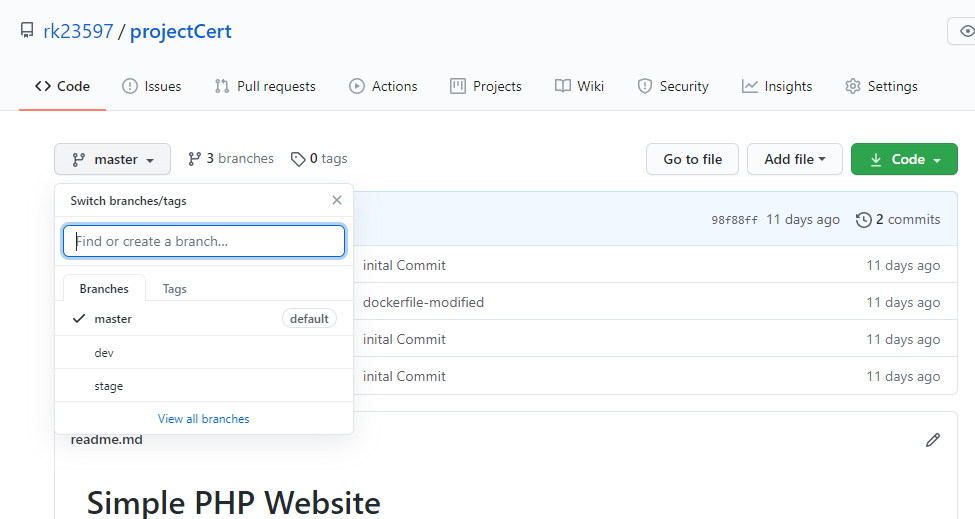 rk23597 / projectCert
Code Issues Pull requests Actions Projects Wiki Security Insights Settings
master 3 branches 0 tags Go to file Add file Code
Switch branches/tags
98f88ff 11 days ago 2 commits
Find or create a branch...
inital Commit 11 days ago
Branches Tags
dockerfile-modified 11 days ago
master default
inital Commit 11 days ago
dev
inital Commit 11 days ago
stage
View all branches
readme.md
Simple PHP Website